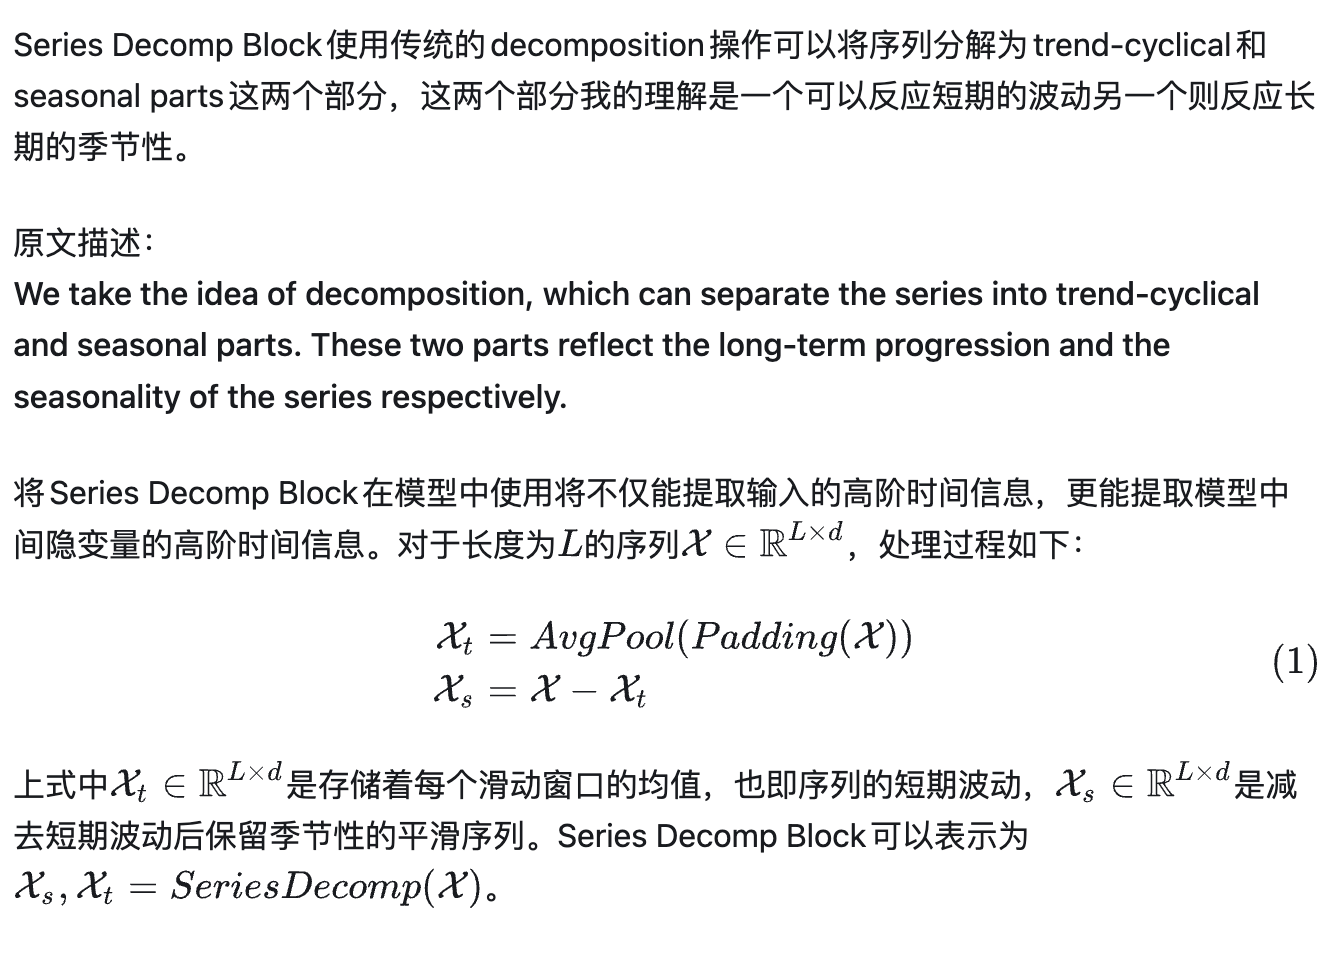 Series Decomp Block使用传统的decomposition操作可以将序列分解为trend-cyclical和
seasonal parts这两个部分，这两个部分我的理解是一个可以反应短期的波动另一个则反应长
期的季节性。
原文描述：
We take the idea of decomposition, which can separate the series into trend-cyclical
and seasonal parts. These two parts reflect the long-term progression and the
seasonality of the series respectively.
将Series Decomp Block在模型中使用将不仅能提取输入的高阶时间信息，更能提取模型中
间隐变量的高阶时间信息。对于长度为$L$的序列$\mathcal{X} \in \mathbb{R}^{L \times d}$，处理过程如下：
$\mathcal{X}_t = AvgPool(Padding(\mathcal{X}))$
$\mathcal{X}_s = \mathcal{X} - \mathcal{X}_t$
(1)
上式中$\mathcal{X}_t \in \mathbb{R}^{L \times d}$是存储着每个滑动窗口的均值，也即序列的短期波动，$\mathcal{X}_s \in \mathbb{R}^{L \times d}$是减
去短期波动后保留季节性的平滑序列。Series Decomp Block可以表示为
$\mathcal{X}_s, \mathcal{X}_t = SeriesDecomp(\mathcal{X})$。